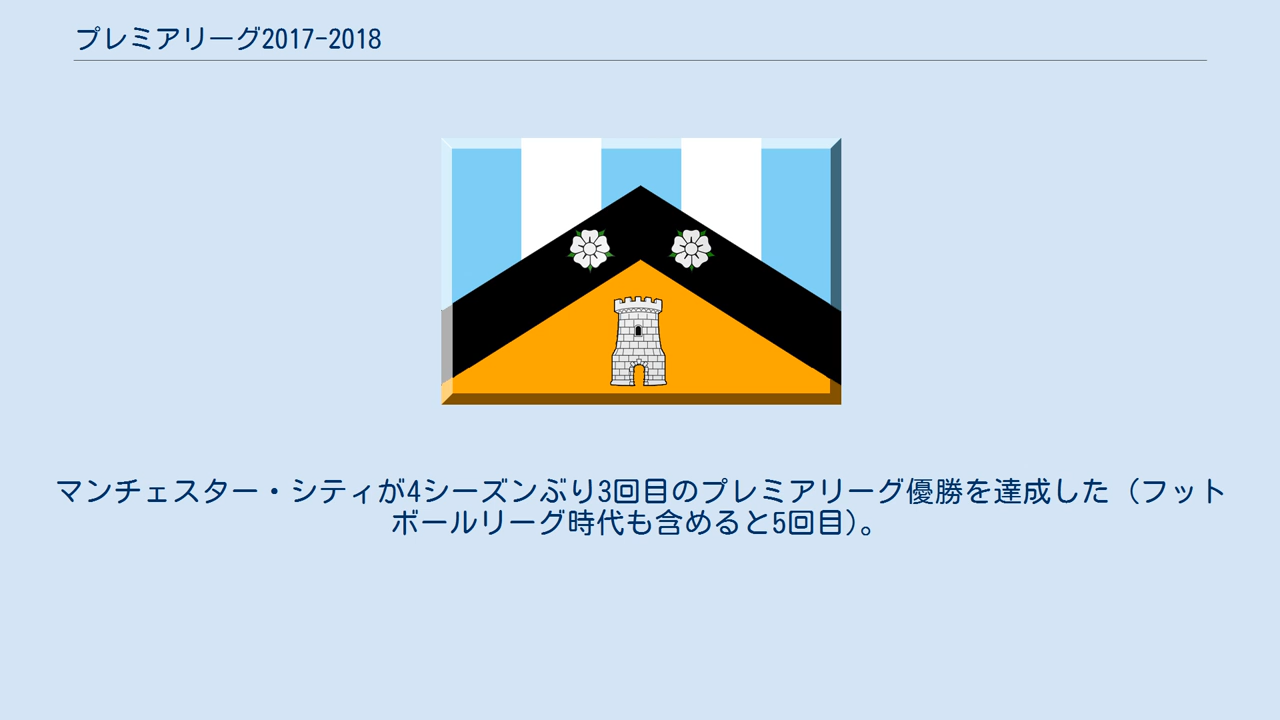 プレミアリーグ2017-2018
マンチェスター・シティが4シーズンぶり3回目のプレミアリーグ優勝を達成した（フット
ボールリーグ時代も含めると5回目）。